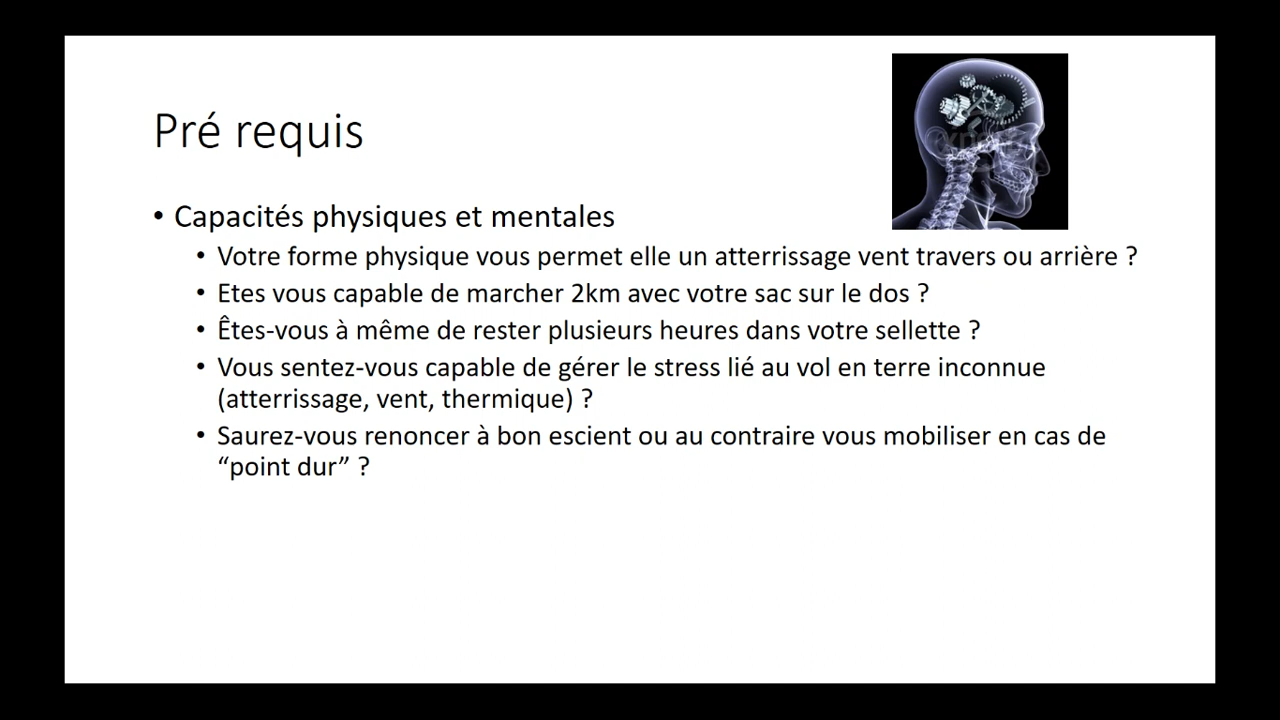 Pré requis
• Capacités physiques et mentales
• Votre forme physique vous permet elle un atterrissage vent travers ou arrière ?
• Etes vous capable de marcher 2km avec votre sac sur le dos ?
• Êtes-vous à même de rester plusieurs heures dans votre sellette ?
• Vous sentez-vous capable de gérer le stress lié au vol en terre inconnue
(atterrissage, vent, thermique) ?
• Saurez-vous renoncer à bon escient ou au contraire vous mobiliser en cas de
“point dur” ?